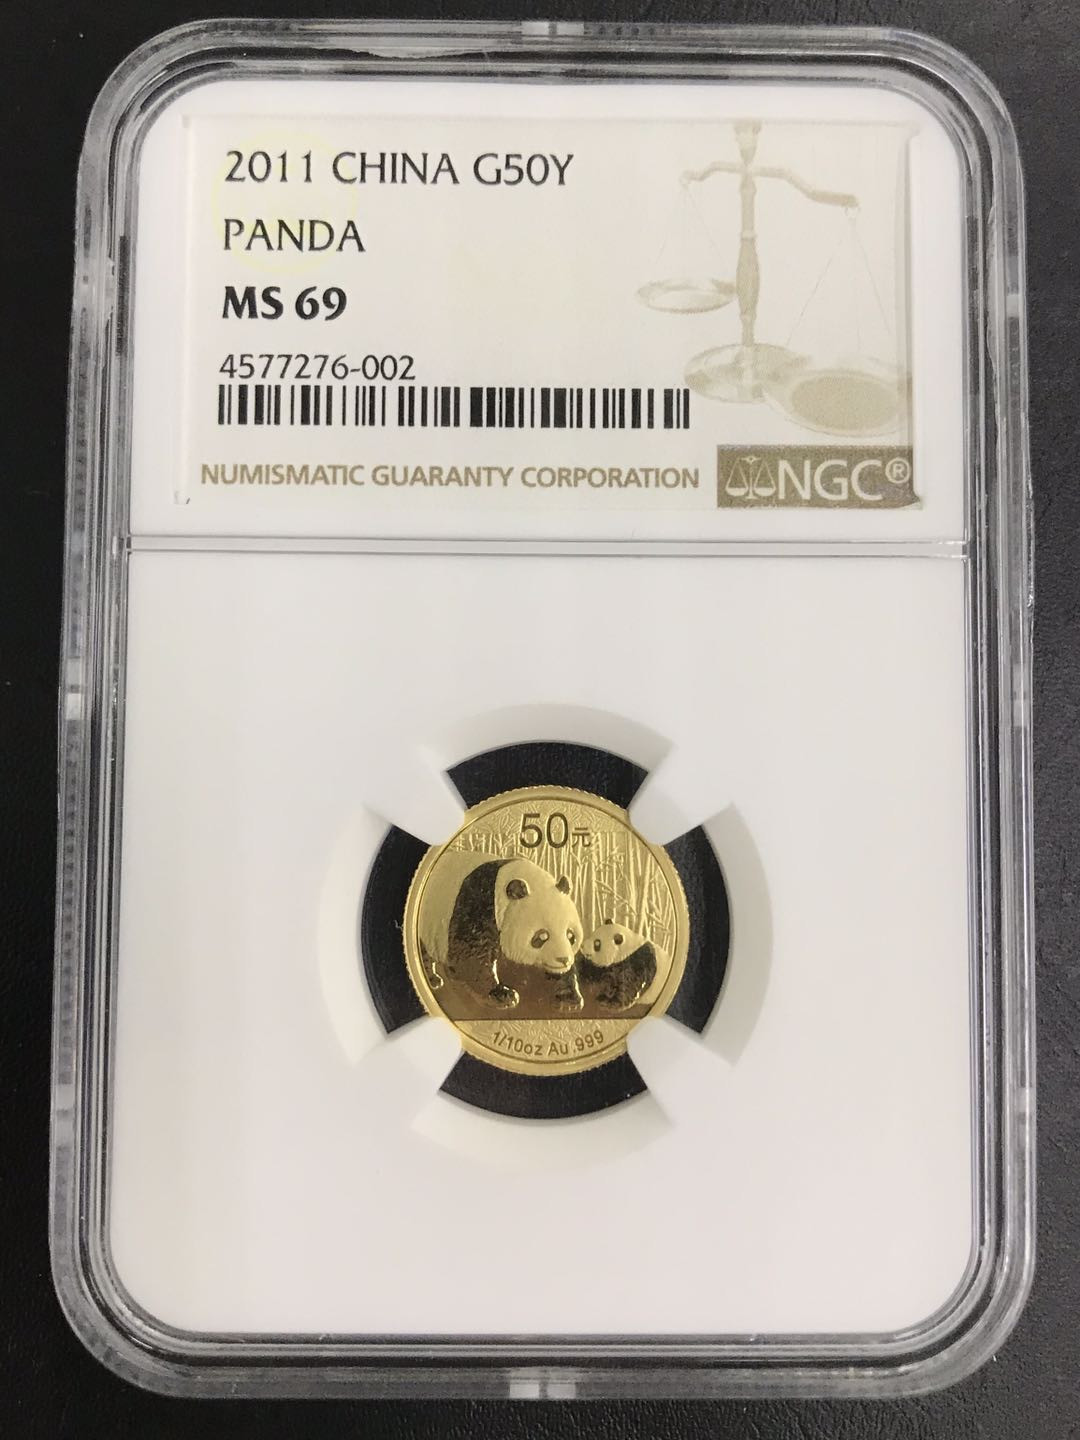 2011 CHINA G50Y
PANDA
MS 69
4577276-002
NUMISMATIC GUARANTY CORPORATION
NGC®
50元
1/10oz Au .999